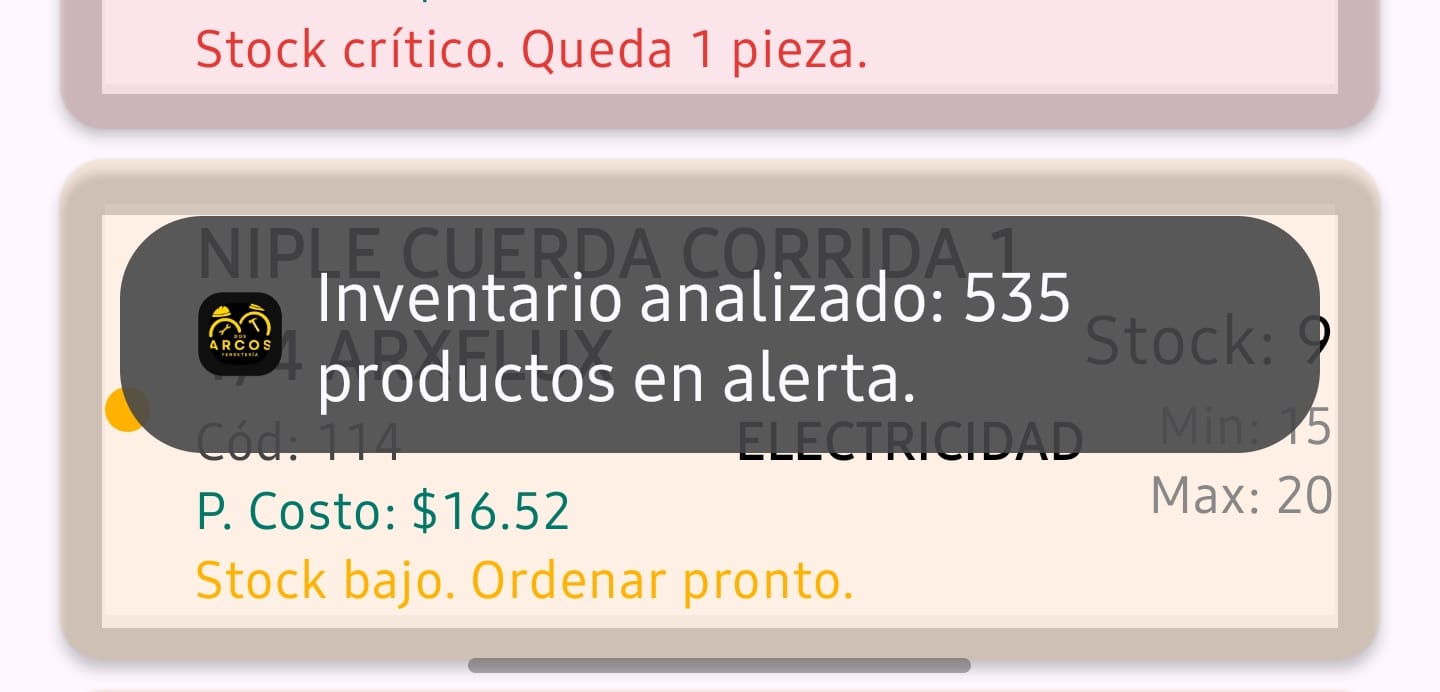 Stock crítico. Queda 1 pieza.
NIPLE CUERDA CORRIDA 1
Inventario analizado: 535
productos en alerta.
DOS
ARCOS
FERRETERÍA
1/4 ARXFLUX
Stock: 9
Cód: 114
ELECTRICIDAD
Min: 15
Max: 20
P. Costo: $16.52
Stock bajo. Ordenar pronto.